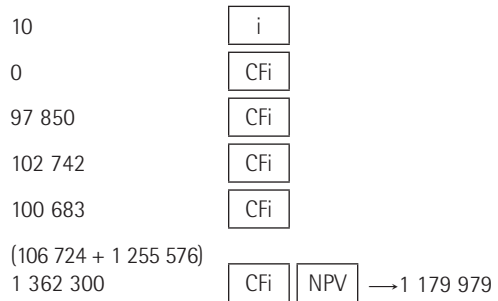 10 i
0 CFi
97 850 CFi
102 742 CFi
100 683 CFi
(106 724 + 1 255 576)
1 362 300 CFi NPV →1 179 979